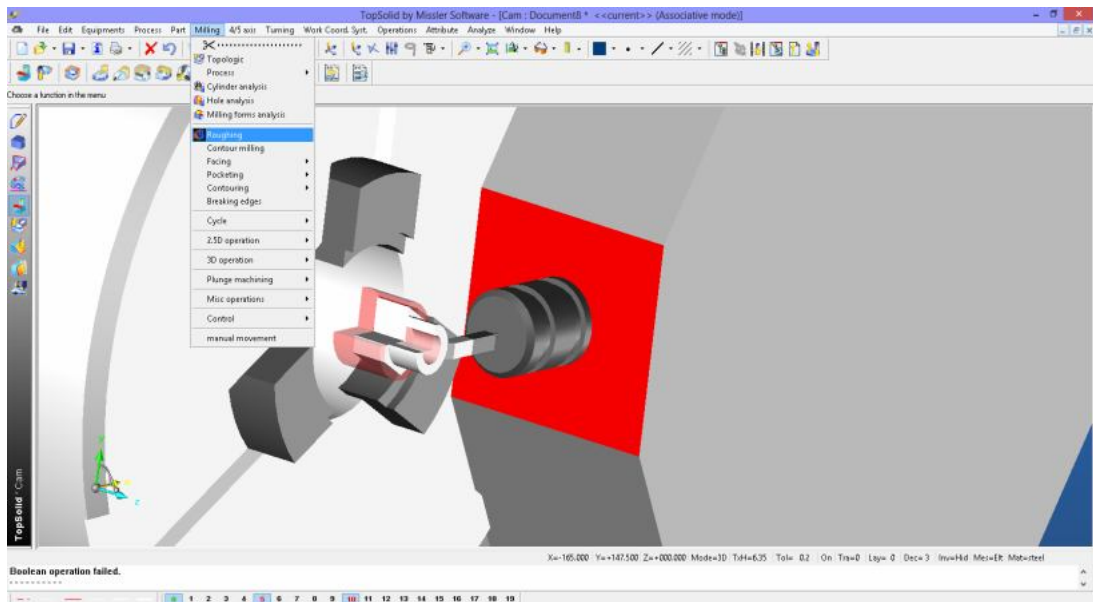 TopSolid by Missler Software - [Cam : Document8 * <<current>> (Associative mode)]
File Edit Equipments Process Part Milling 4/5 axis Turning Work Coord. Syst. Operations Attribute Analyze Window Help
Topologic
Process
Cylinder analysis
Hole analysis
Milling forms analysis
Choose a function in the menu
Roughing
Contour milling
Facing
Pocketing
Contouring
Breaking edges
Cycle
2.5D operation
3D operation
Plunge machining
Misc operations
Control
manual movement
TopSolid'Cam
X=-165.000 Y=+147.500 Z=+000.000 Mode=3D TxH=6.35 Tol= 0.2 On Tra=0 Lay= 0 Dec= 3 Inv=Hid Mes=Elt Mat=steel
Boolean operation failed.
0 1 2 3 4 5 6 7 8 9 10 11 12 13 14 15 16 17 18 19